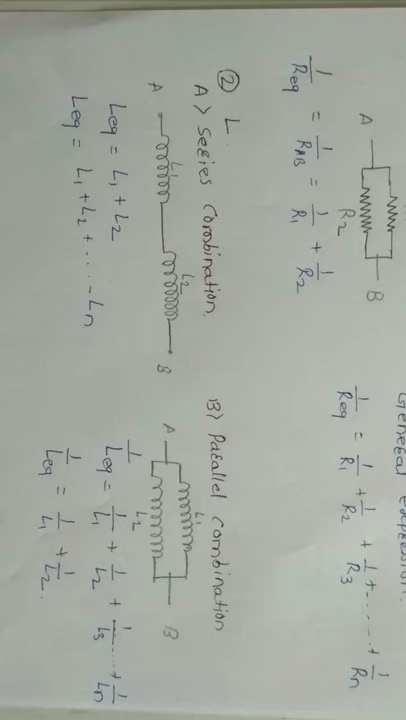 General expression.
A
R2
B
1/Req = 1/RAB = 1/R1 + 1/R2
1/Req = 1/R1 + 1/R2 + 1/R3 + ...... + 1/Rn
② L.
A> Series Combination.
A L1 L2 B
Leq = L1 + L2
Leq = L1 + L2 + .... - Ln
B> Parallel Combination
L1
A B
L2
1/Leq = 1/L1 + 1/L2 + 1/L3 .... + 1/Ln
1/Leq = 1/L1 + 1/L2.